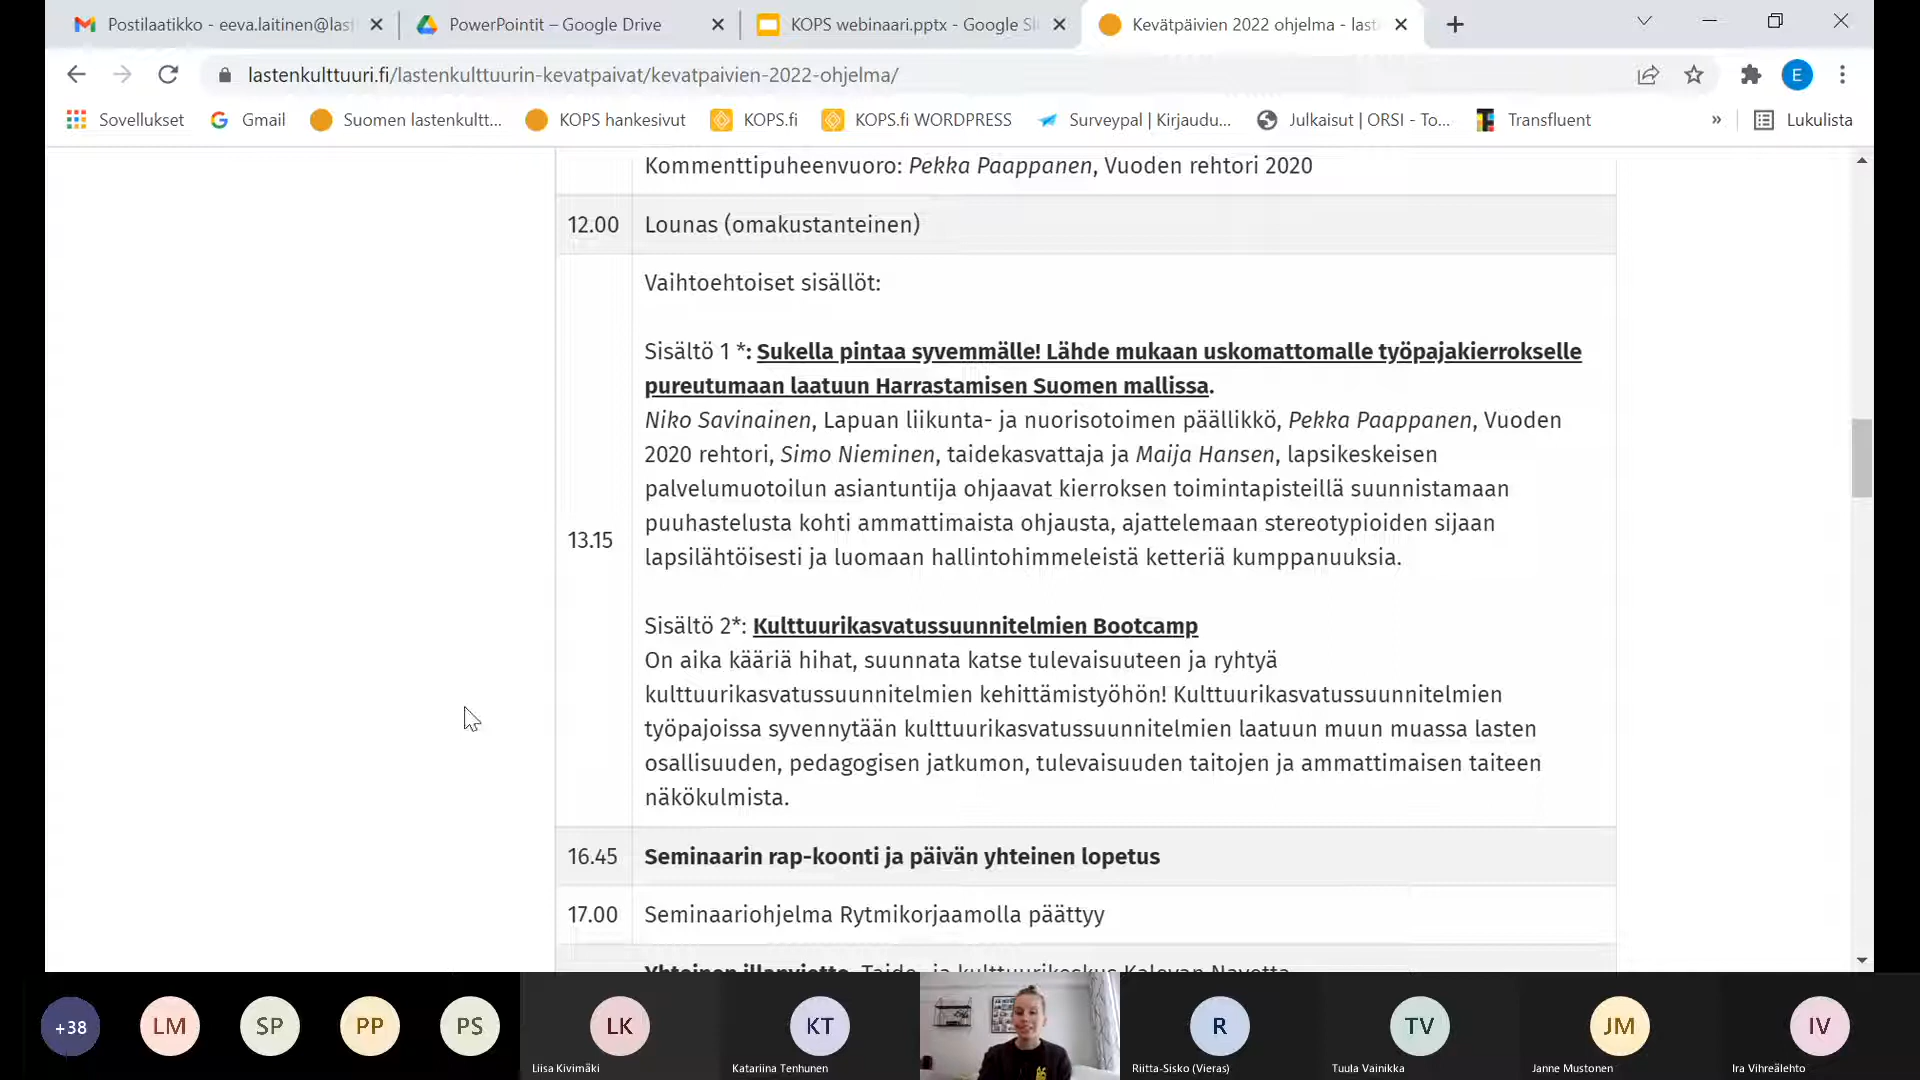 Postilaatikko - eeva.laitinen@las
PowerPointit – Google Drive
KOPS webinaari.pptx - Google Sl
Kevätpäivien 2022 ohjelma - last
lastenkulttuuri.fi/lastenkulttuurin-kevatpaivat/kevatpaivien-2022-ohjelma/
E
Sovellukset
Gmail
Suomen lastenkultt...
KOPS hankesivut
KOPS.fi
KOPS.fi WORDPRESS
Surveypal | Kirjaudu...
Julkaisut | ORSI - To...
Transfluent
»
Lukulista
Kommenttipuheenvuoro: Pekka Paappanen, Vuoden rehtori 2020
12.00 Lounas (omakustanteinen)
13.15
Vaihtoehtoiset sisällöt:
Sisältö 1 *: Sukella pintaa syvemmälle! Lähde mukaan uskomattomalle työpajakierrokselle
pureutumaan laatuun Harrastamisen Suomen mallissa.
Niko Savinainen, Lapuan liikunta- ja nuorisotoimen päällikkö, Pekka Paappanen, Vuoden
2020 rehtori, Simo Nieminen, taidekasvattaja ja Maija Hansen, lapsikeskeisen
palvelumuotoilun asiantuntija ohjaavat kierroksen toimintapisteillä suunnistamaan
puuhastelusta kohti ammattimaista ohjausta, ajattelemaan stereotypioiden sijaan
lapsilähtöisesti ja luomaan hallintohimmeleistä ketteriä kumppanuuksia.
Sisältö 2*: Kulttuurikasvatussuunnitelmien Bootcamp
On aika kääriä hihat, suunnata katse tulevaisuuteen ja ryhtyä
kulttuurikasvatussuunnitelmien kehittämistyöhön! Kulttuurikasvatussuunnitelmien
työpajoissa syvennytään kulttuurikasvatussuunnitelmien laatuun muun muassa lasten
osallisuuden, pedagogisen jatkumon, tulevaisuuden taitojen ja ammattimaisen taiteen
näkökulmista.
16.45 Seminaarin rap-koonti ja päivän yhteinen lopetus
17.00 Seminaariohjelma Rytmikorjaamolla päättyy
Yhteinen illanvietto, Taide- ja kulttuurikeskus Kalevan Navetta
+38
LM
SP
PP
PS
LK
KT
R
TV
JM
IV
Liisa Kivimäki
Katariina Tenhunen
Riitta-Sisko (Vieras)
Tuula Vainikka
Janne Mustonen
Ira Vihreälehto